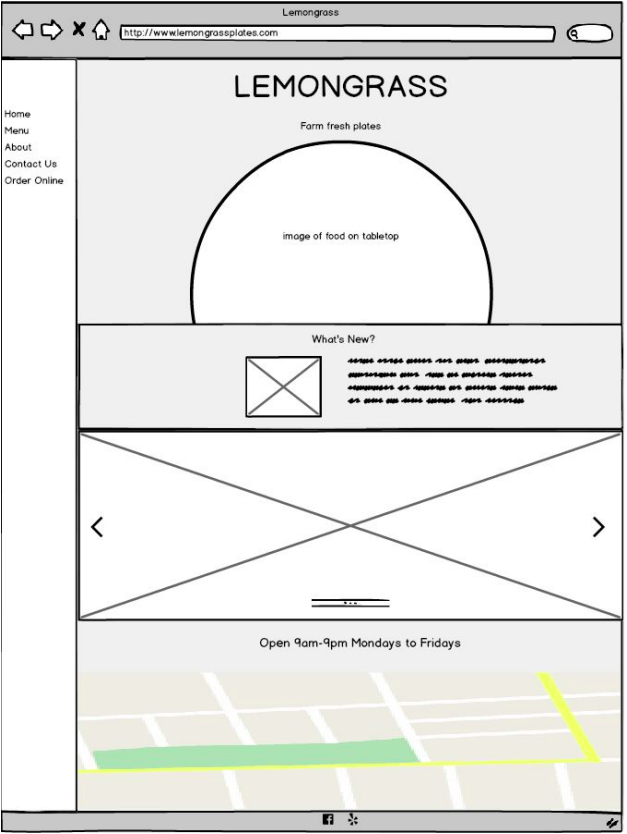 Lemongrass
http://www.lemongrassplates.com
Home
Menu
About
Contact Us
Order Online
LEMONGRASS
Farm fresh plates
image of food on tabletop
What's New?
Open 9am-9pm Mondays to Fridays